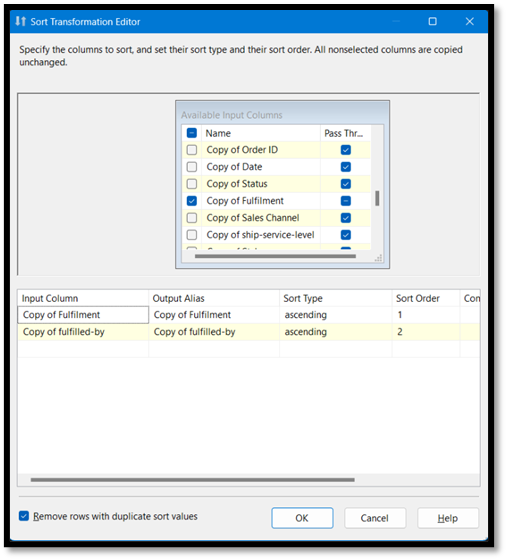 Sort Transformation Editor
Specify the columns to sort, and set their sort type and their sort order. All nonselected columns are copied
unchanged.
Available Input Columns
Name Pass Thr...
Copy of Order ID
Copy of Date
Copy of Status
Copy of Fulfilment
Copy of Sales Channel
Copy of ship-service-level
Input Column Output Alias Sort Type Sort Order Con
Copy of Fulfilment Copy of Fulfilment ascending 1
Copy of fulfilled-by Copy of fulfilled-by ascending 2
Remove rows with duplicate sort values OK Cancel Help